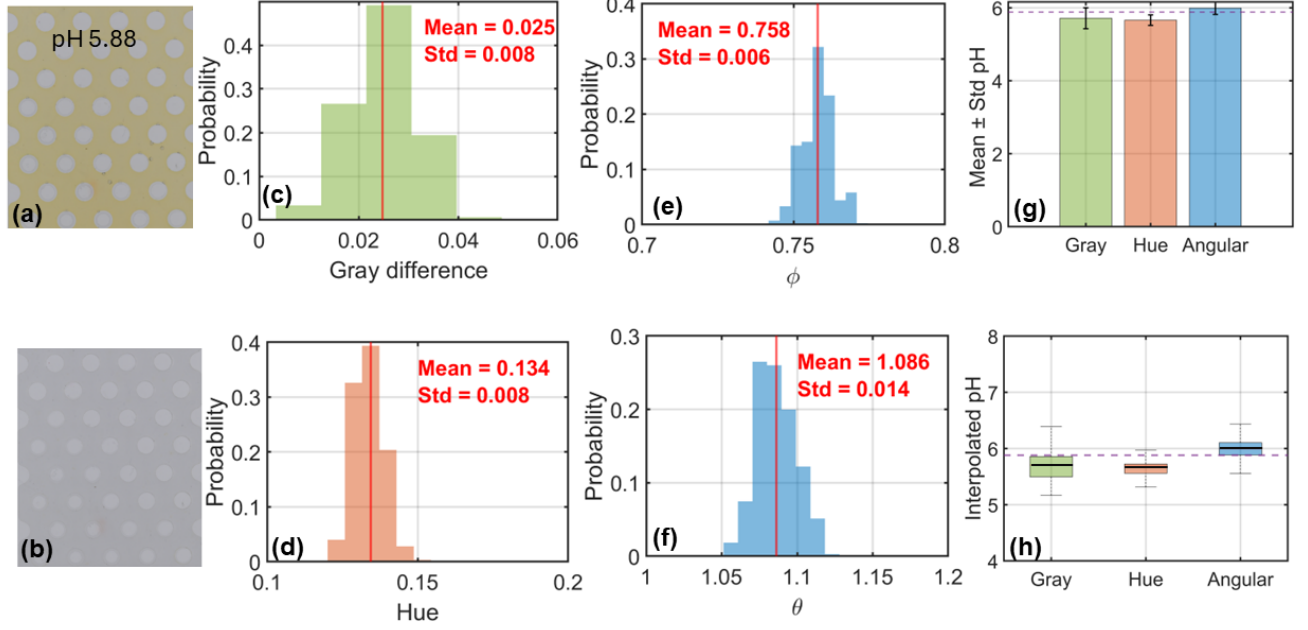 pH 5.88
(a)
Probability
0.4
0.3
0.2
0.1
0
(c)
Mean = 0.025
Std = 0.008
0 0.02 0.04 0.06
Gray difference
Probability
0.4
0.3
0.2
0.1
0
(e)
Mean = 0.758
Std = 0.006
0.7 0.75 0.8
ϕ
Mean ± Std pH
6
4
2
0
(g)
Gray Hue Angular
(b)
Probability
0.4
0.3
0.2
0.1
0
(d)
Mean = 0.134
Std = 0.008
0.1 0.15 0.2
Hue
Probability
0.3
0.2
0.1
0
(f)
Mean = 1.086
Std = 0.014
1 1.05 1.1 1.15 1.2
θ
Interpolated pH
8
7
6
5
4
(h)
Gray Hue Angular